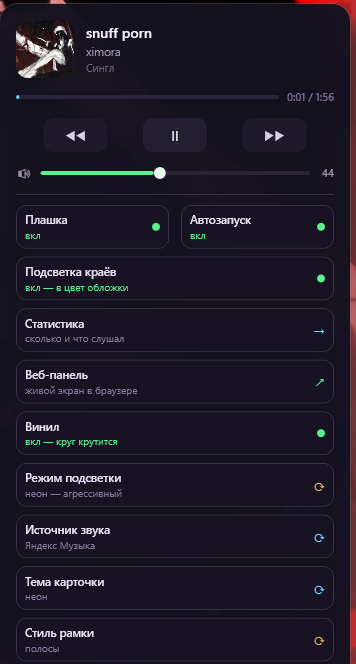 snuff porn
ximora
Сингл
0:01 / 1:56
44
Плашка
вкл
Автозапуск
вкл
Подсветка краёв
вкл — в цвет обложки
Статистика
сколько и что слушал
Веб-панель
живой экран в браузере
Винил
вкл — круг крутится
Режим подсветки
неон — агрессивный
Источник звука
Яндекс Музыка
Тема карточки
неон
Стиль рамки
полосы